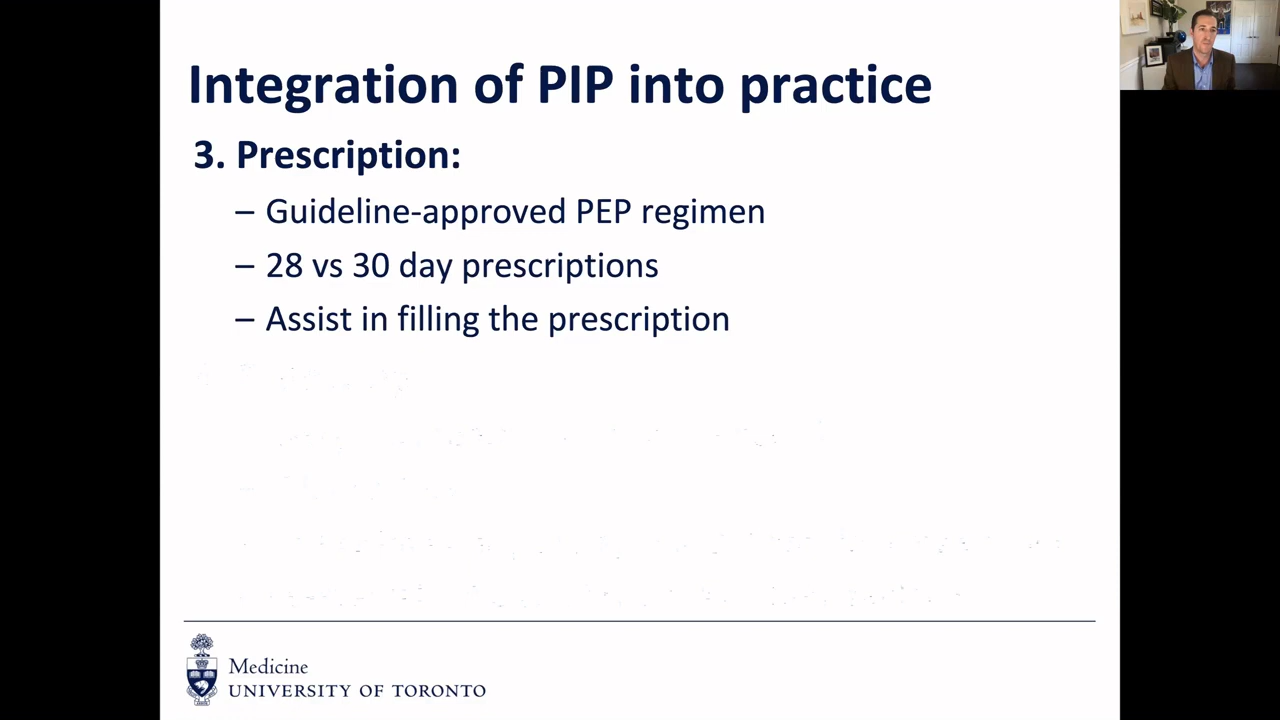 Integration of PIP into practice
3. Prescription:
– Guideline-approved PEP regimen
– 28 vs 30 day prescriptions
– Assist in filling the prescription
Medicine
UNIVERSITY OF TORONTO